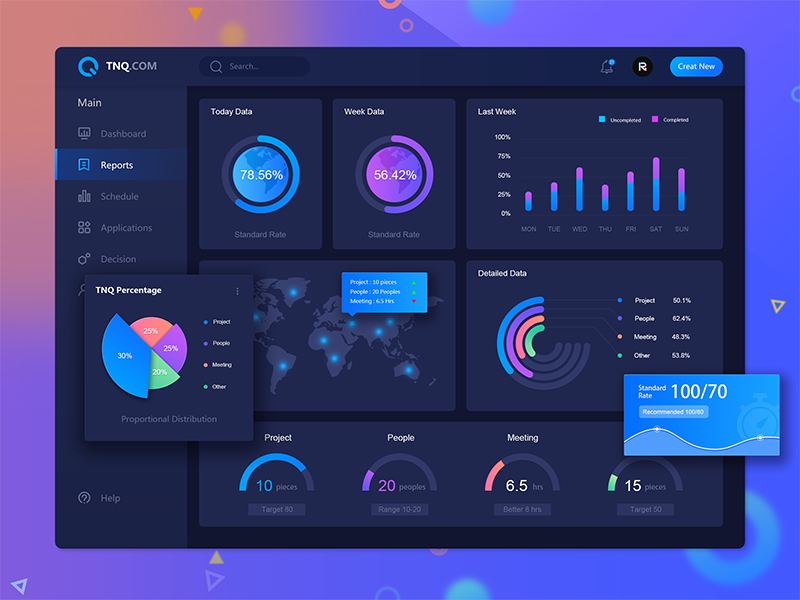 TNQ.COM
Search...
Creat New
Main
Dashboard
Reports
Schedule
Applications
Decision
Help
Today Data
78.56%
Standard Rate
Week Data
56.42%
Standard Rate
Last Week
Uncompleted
Completed
100%
75%
50%
25%
0%
MON TUE WED THU FRI SAT SUN
TNQ Percentage
25%
30%
25%
20%
Project
People
Meeting
Other
Proportional Distribution
Project : 10 pieces
People : 20 Peoples
Meeting : 6.5 Hrs
Detailed Data
Project 50.1%
People 62.4%
Meeting 48.3%
Other 53.8%
Standard
Rate
100/70
Recommended 100/80
Project
10 pieces
Target 80
People
20 peoples
Range 10-20
Meeting
6.5 hrs
Better 8 hrs
15 pieces
Target 50